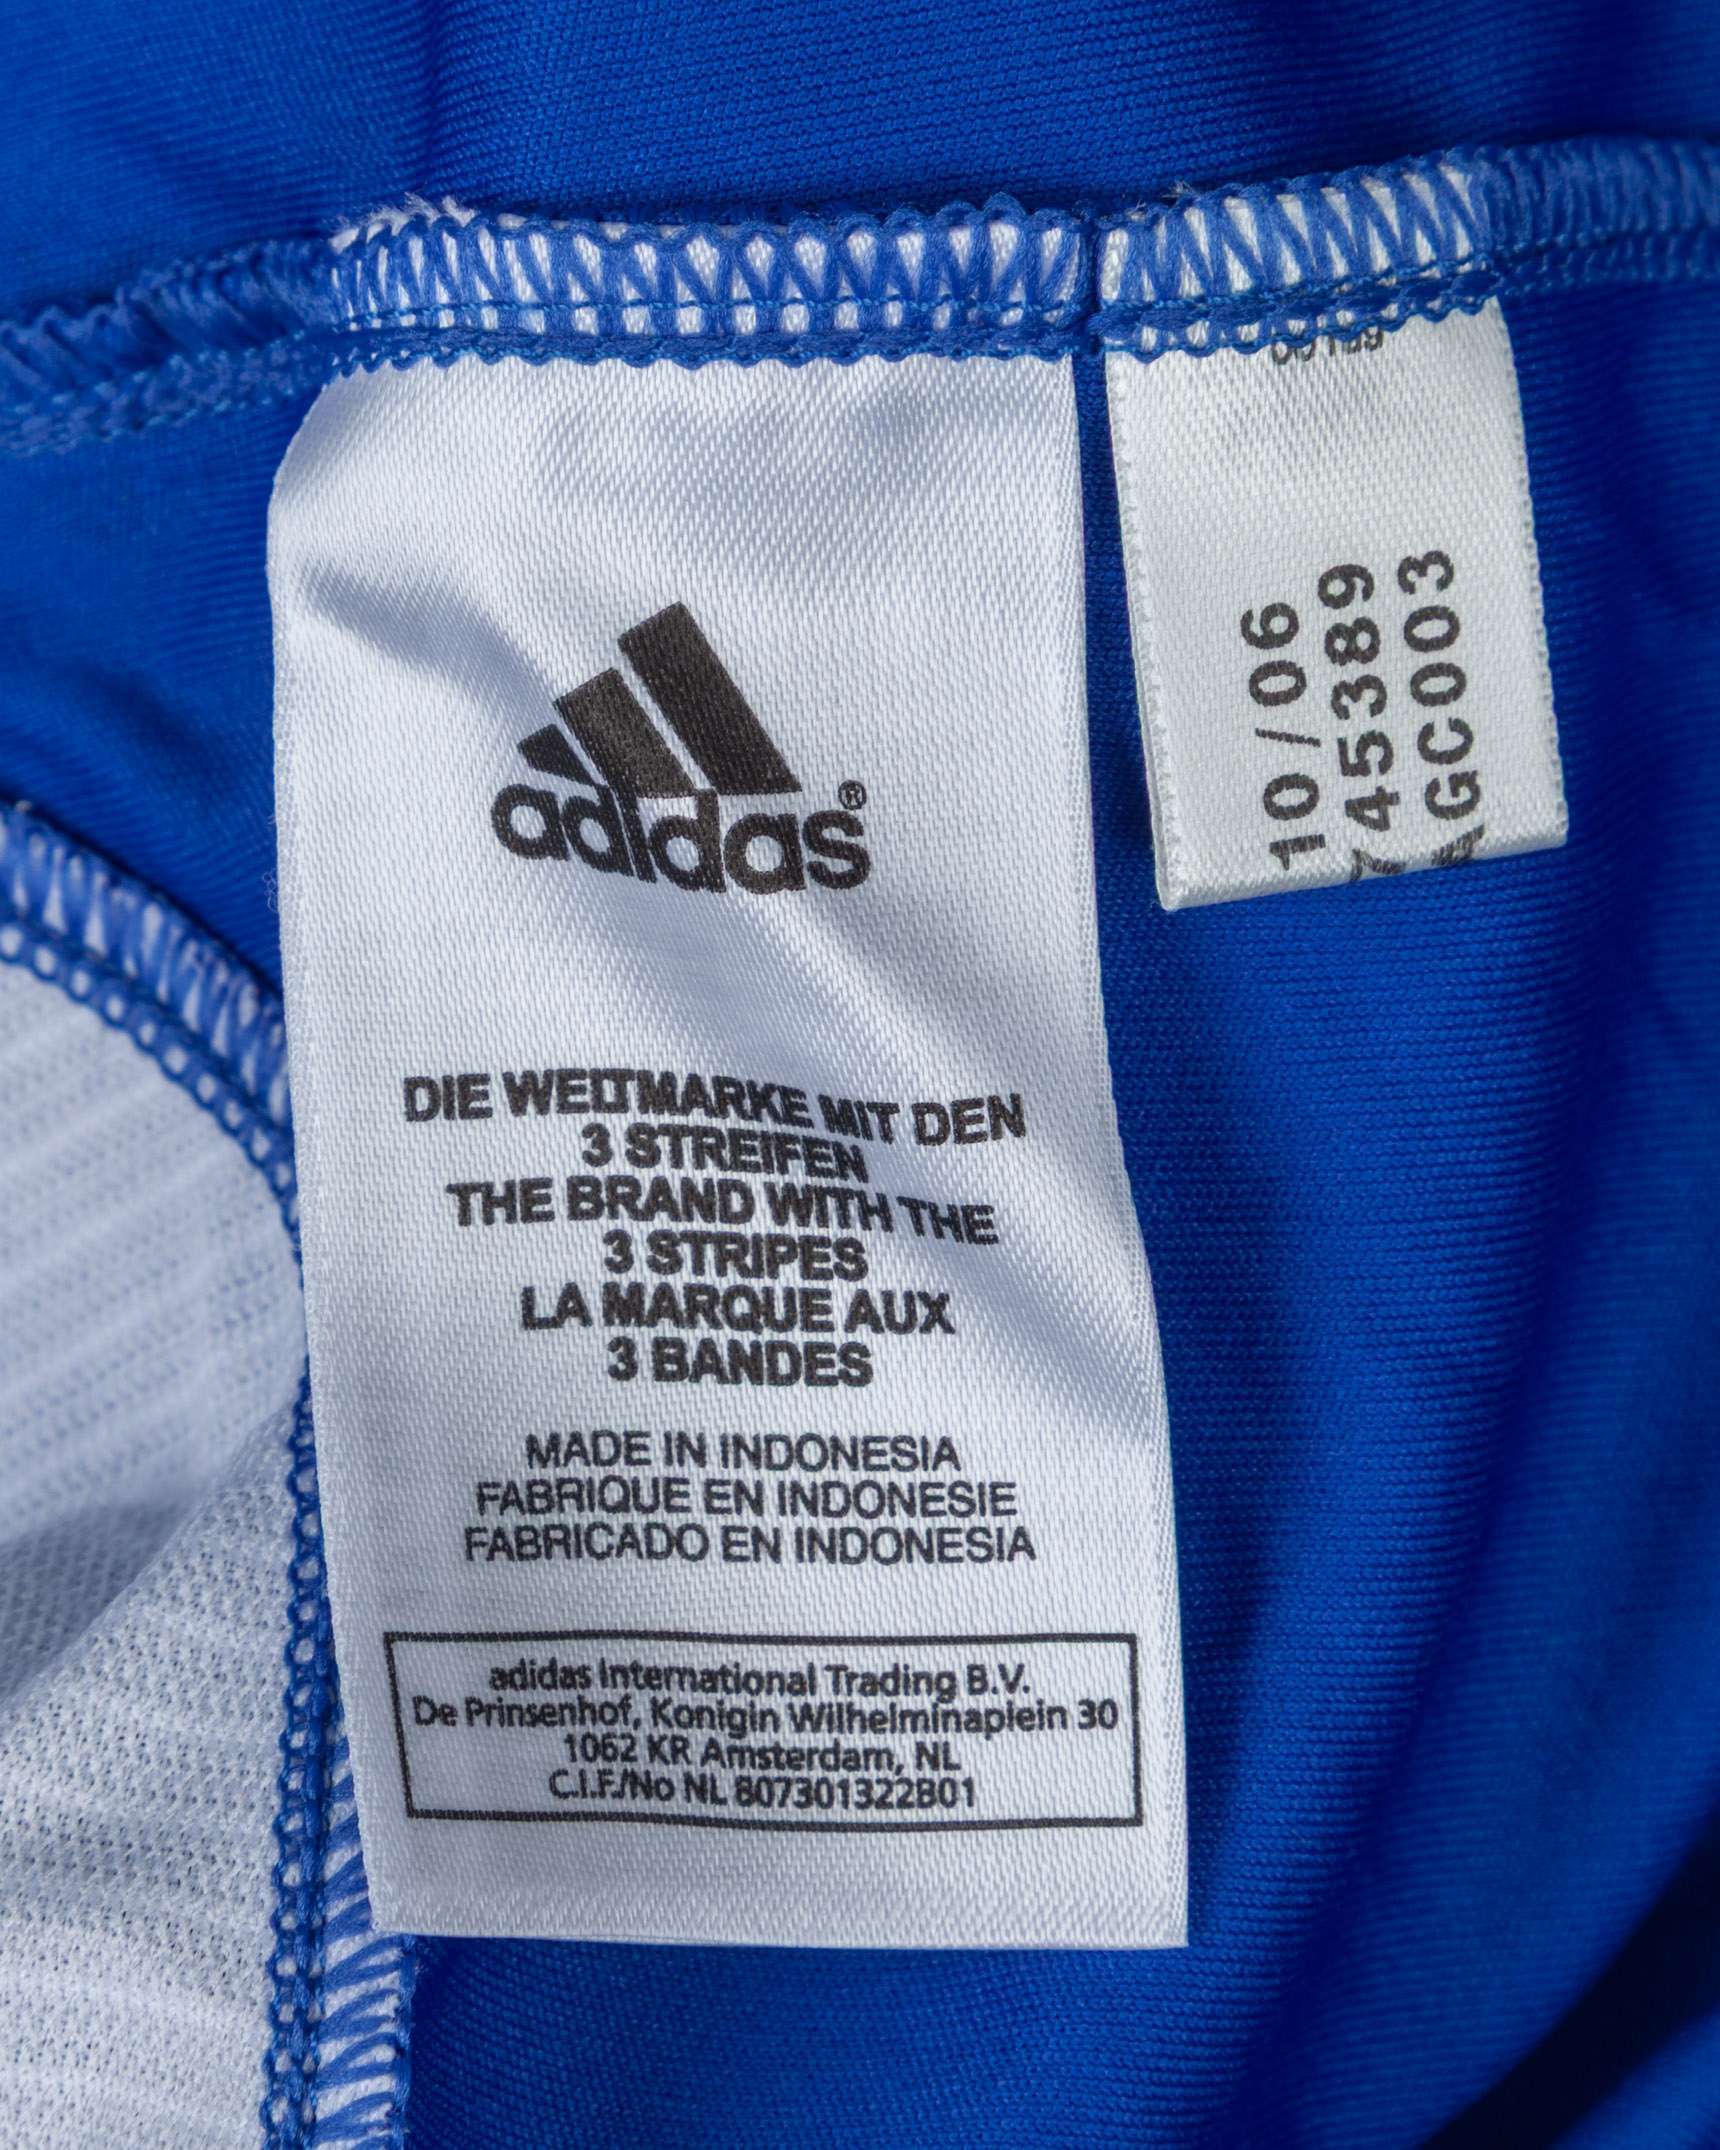 adidas®
DIE WELTMARKE MIT DEN
3 STREIFEN
THE BRAND WITH THE
3 STRIPES
LA MARQUE AUX
3 BANDES
MADE IN INDONESIA
FABRIQUE EN INDONESIE
FABRICADO EN INDONESIA
adidas International Trading B.V.
De Prinsenhof, Konigin Wilhelminaplein 30
1062 KR Amsterdam, NL
C.I.F./No NL 807301322B01
10/06
745389